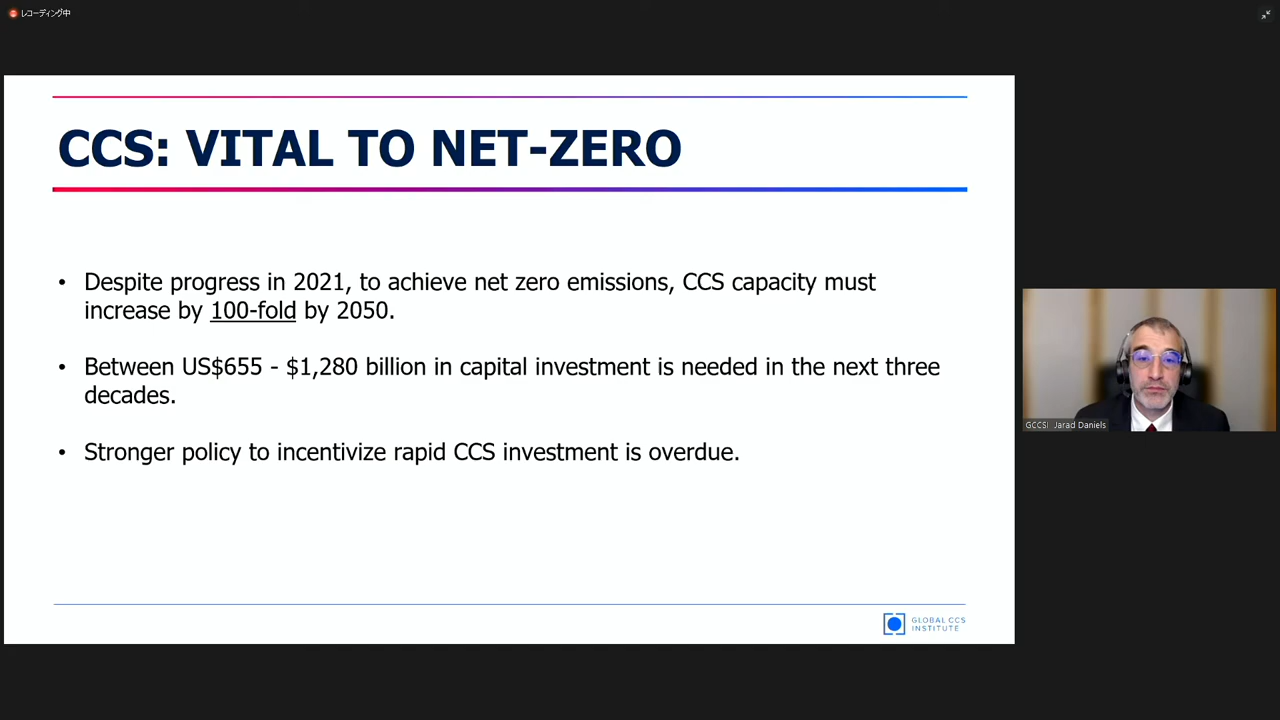 レコーディング中
CCS: VITAL TO NET-ZERO
• Despite progress in 2021, to achieve net zero emissions, CCS capacity must
increase by 100-fold by 2050.
• Between US$655 - $1,280 billion in capital investment is needed in the next three
decades.
• Stronger policy to incentivize rapid CCS investment is overdue.
GLOBAL CCS
INSTITUTE
GCCSI Jarad Daniels